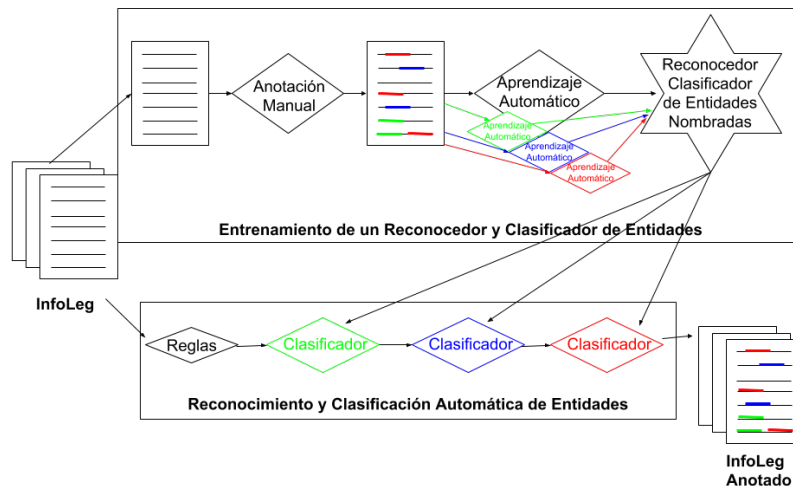 Anotación
Manual
Aprendizaje
Automático
Reconocedor
Clasificador
de Entidades
Nombradas
Aprendizaje
Automático
Aprendizaje
Automático
Aprendizaje
Automático
Entrenamiento de un Reconocedor y Clasificador de Entidades
InfoLeg
Reglas
Clasificador
Clasificador
Clasificador
Reconocimiento y Clasificación Automática de Entidades
InfoLeg
Anotado